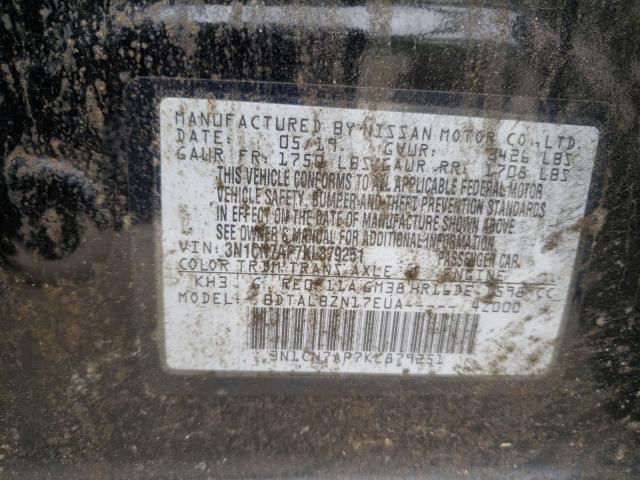 MANUFACTURED BY NISSAN MOTOR CO., LTD.
DATE: 05/19 GVWR: 3426 LBS
GAWR FR: 1750 LBS GAWR RR: 1708 LBS
THIS VEHICLE CONFORMS TO ALL APPLICABLE FEDERAL MOTOR
VEHICLE SAFETY, BUMPER AND THEFT PREVENTION STANDARDS
IN EFFECT ON THE DATE OF MANUFACTURE SHOWN ABOVE.
SEE OWNER'S MANUAL FOR ADDITIONAL INFORMATION
VIN: 3N1CN7AP7KL879251 PASSENGER CAR
COLOR TRIM TRANS AXLE ENGINE
KH3 G RE0F11A GM38 HR16DE 1598 CC
MODEL: BDTALBZN17EUA----- 42000
3N1CN7AP7KL879251